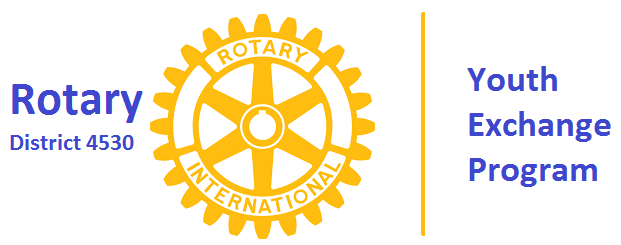 Rotary
District 4530
ROTARY
INTERNATIONAL
Youth
Exchange
Program